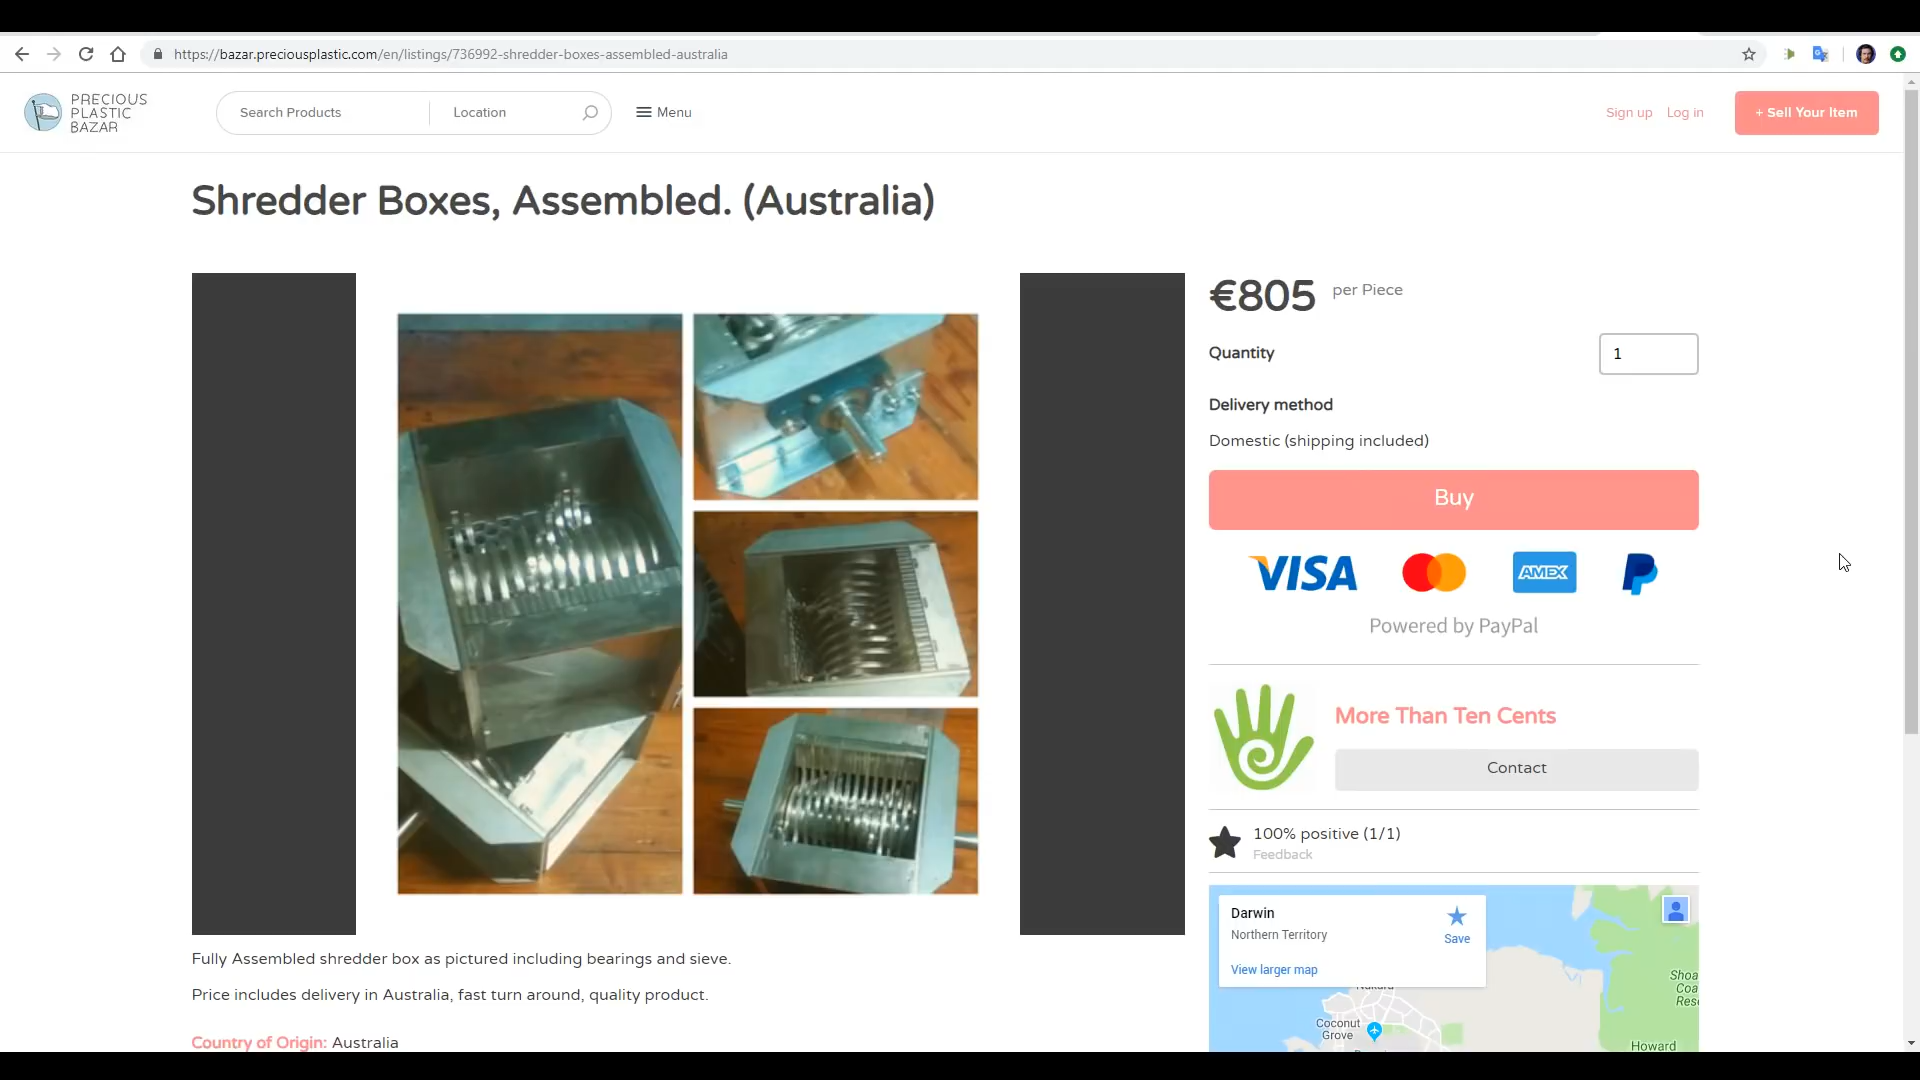 https://bazar.preciousplastic.com/en/listings/736992-shredder-boxes-assembled-australia
PRECIOUS
PLASTIC
BAZAR
Search Products
Location
Menu
Sign up
Log in
+ Sell Your Item
Shredder Boxes, Assembled. (Australia)
€805 per Piece
Quantity
1
Delivery method
Domestic (shipping included)
Buy
VISA
AMEX
Powered by PayPal
More Than Ten Cents
Contact
100% positive (1/1)
Feedback
Darwin
Northern Territory
Save
View larger map
Coconut
Grove
Howard
Fully Assembled shredder box as pictured including bearings and sieve.
Price includes delivery in Australia, fast turn around, quality product.
Country of Origin: Australia